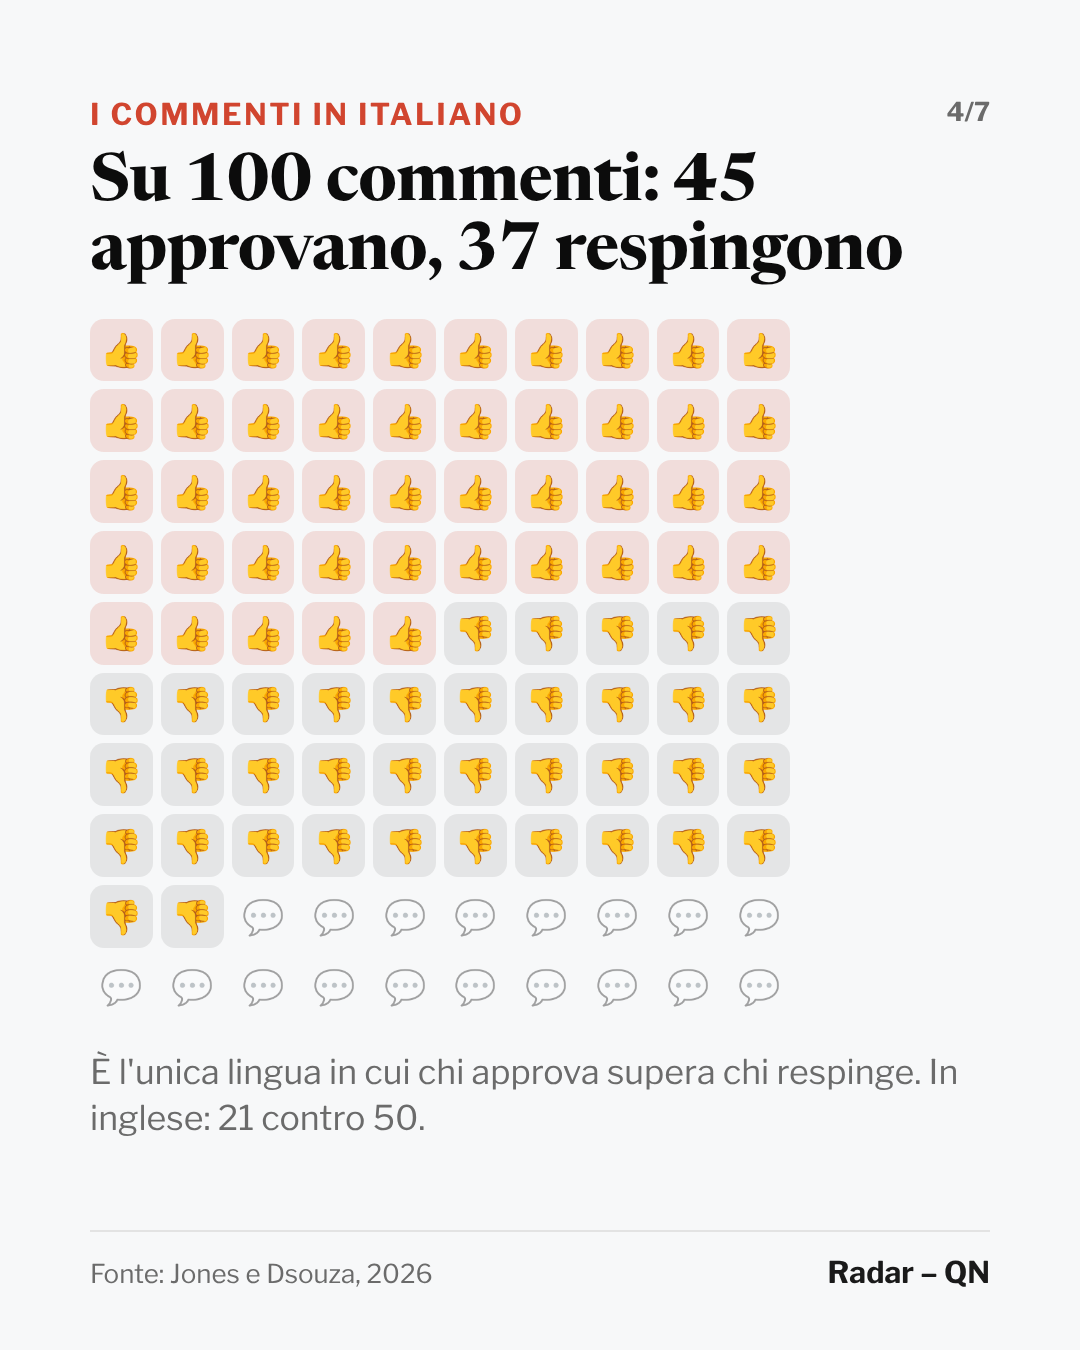 I COMMENTI IN ITALIANO
4/7
Su 100 commenti: 45
approvano, 37 respingono
È l'unica lingua in cui chi approva supera chi respinge. In
inglese: 21 contro 50.
Fonte: Jones e Dsouza, 2026
Radar – QN